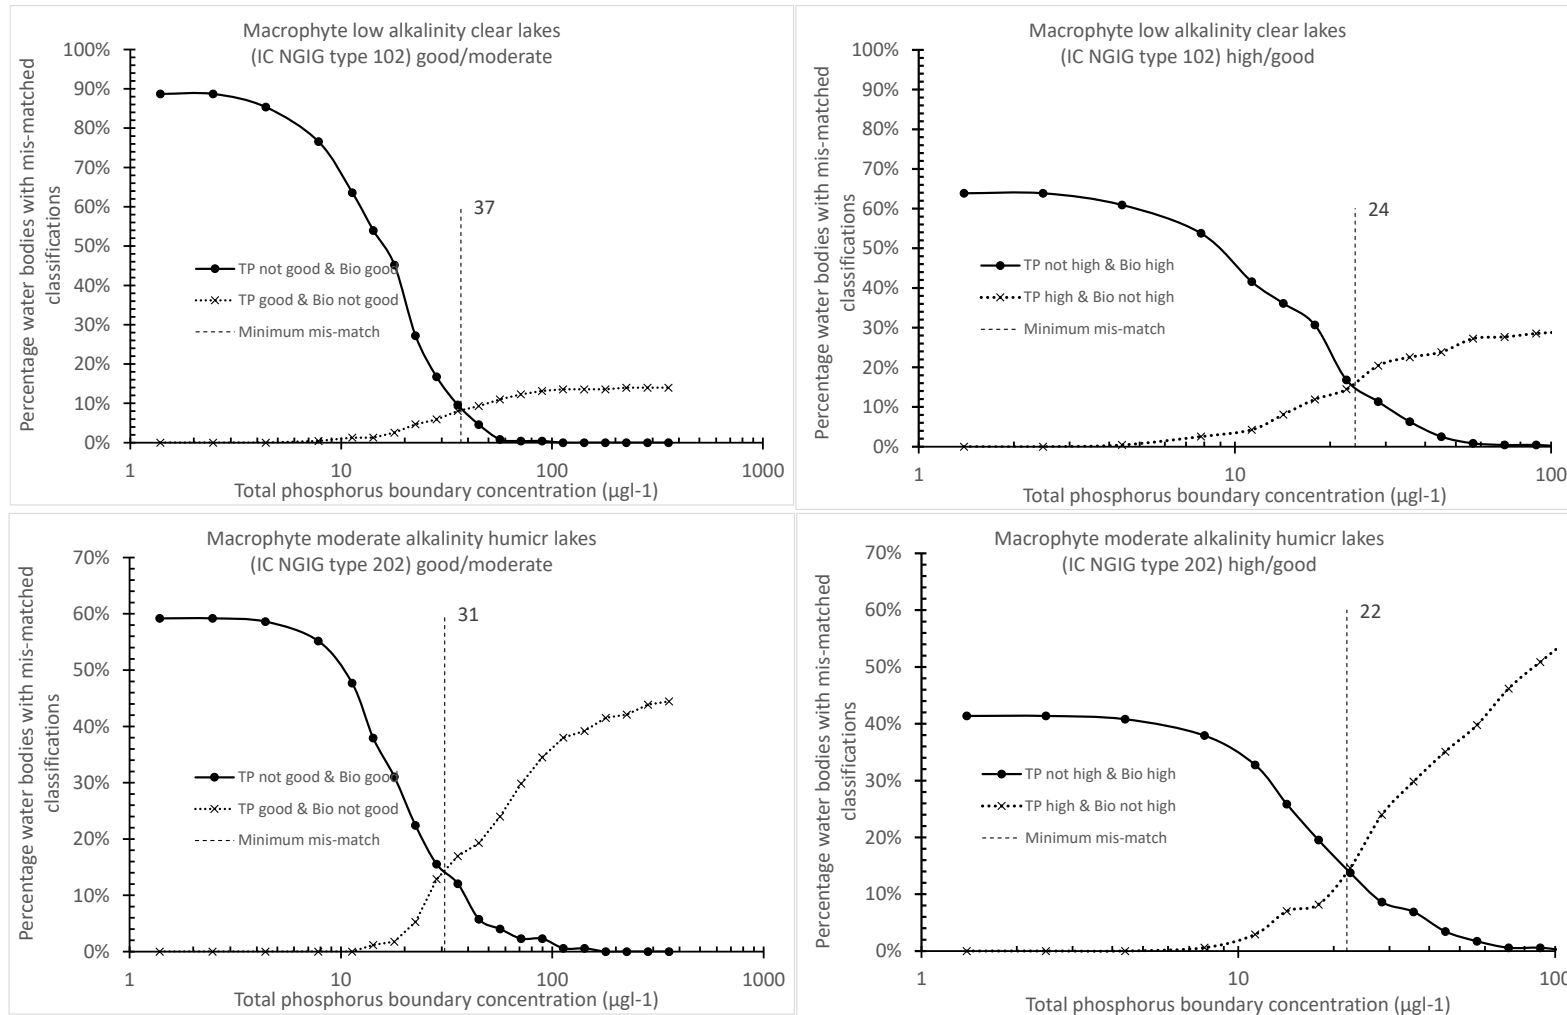 Macrophyte low alkalinity clear lakes
(IC NGIG type 102) good/moderate
Percentage water bodies with mis-matched
classifications
100%
90%
80%
70%
60%
50%
40%
30%
20%
10%
0%
37
TP not good & Bio good
TP good & Bio not good
Minimum mis-match
1
10
100
1000
Total phosphorus boundary concentration (µgl-1)
Macrophyte low alkalinity clear lakes
(IC NGIG type 102) high/good
Percentage water bodies with mis-matched
classifications
100%
90%
80%
70%
60%
50%
40%
30%
20%
10%
0%
24
TP not high & Bio high
TP high & Bio not high
Minimum mis-match
1
10
100
Total phosphorus boundary concentration (µgl-1)
Macrophyte moderate alkalinity humicr lakes
(IC NGIG type 202) good/moderate
Percentage water bodies with mis-matched
classifications
70%
60%
50%
40%
30%
20%
10%
0%
31
TP not good & Bio good
TP good & Bio not good
Minimum mis-match
1
10
100
1000
Total phosphorus boundary concentration (µgl-1)
Macrophyte moderate alkalinity humicr lakes
(IC NGIG type 202) high/good
Percentage water bodies with mis-matched
classifications
70%
60%
50%
40%
30%
20%
10%
0%
22
TP not high & Bio high
TP high & Bio not high
Minimum mis-match
1
10
100
Total phosphorus boundary concentration (µgl-1)